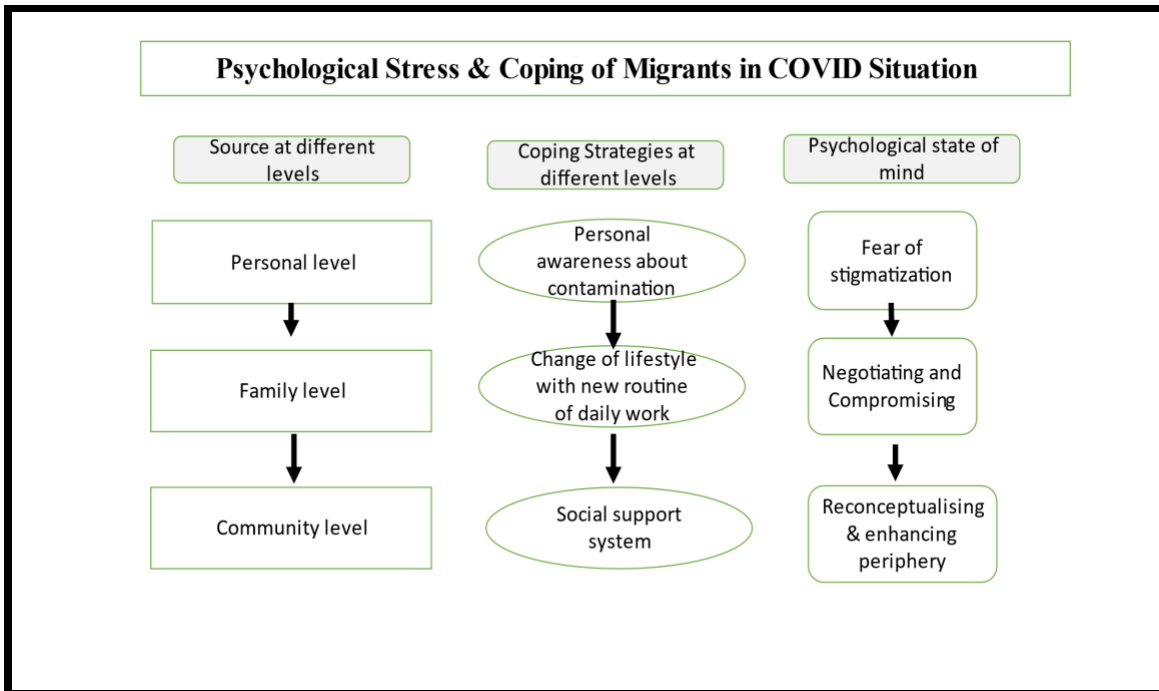 Psychological Stress & Coping of Migrants in COVID Situation
Source at different
levels
Personal level
Family level
Community level
Coping Strategies at
different levels
Personal
awareness about
contamination
Change of lifestyle
with new routine
of daily work
Social support
system
Psychological state of
mind
Fear of
stigmatization
Negotiating and
Compromising
Reconceptualising
& enhancing
periphery